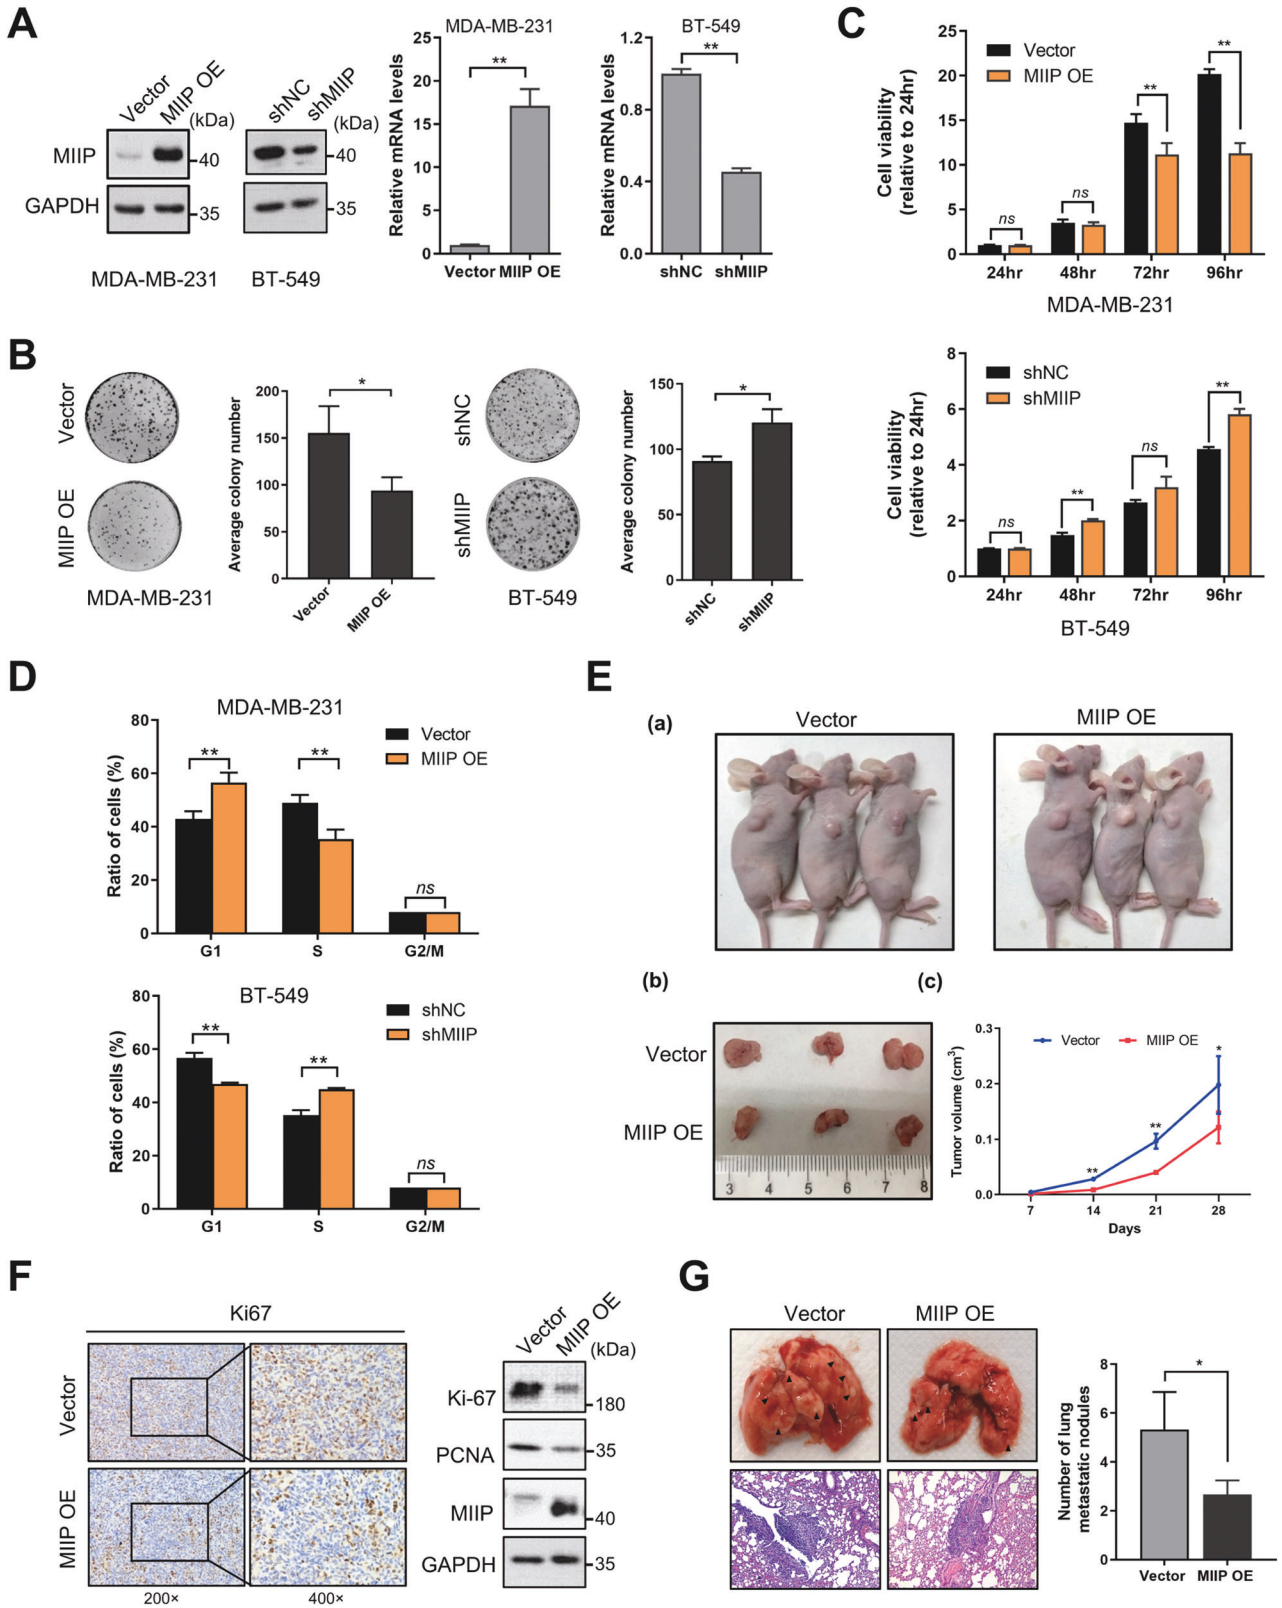 A
Vector
MIIP OE
(kDa)
shNC
shMIIP
(kDa)
MIIP
40
40
GAPDH
35
35
MDA-MB-231
BT-549
MDA-MB-231
Relative mRNA levels
25
20
15
10
5
0
**
Vector MIIP OE
BT-549
Relative mRNA levels
1.2
0.8
0.4
0.0
**
shNC shMIIP
B
Vector
MIIP OE
MDA-MB-231
Average colony number
200
150
100
50
0
*
Vector
MIIP OE
shNC
shMIIP
BT-549
Average colony number
150
100
50
0
*
shNC
shMIIP
C
Cell viability
(relative to 24hr)
25
20
15
10
5
0
Vector
MIIP OE
ns
ns
**
**
24hr 48hr 72hr 96hr
MDA-MB-231
Cell viability
(relative to 24hr)
8
6
4
2
0
shNC
shMIIP
ns
**
ns
**
24hr 48hr 72hr 96hr
BT-549
D
MDA-MB-231
Ratio of cells (%)
80
60
40
20
0
Vector
MIIP OE
**
**
ns
G1 S G2/M
BT-549
Ratio of cells (%)
80
60
40
20
0
shNC
shMIIP
**
**
ns
G1 S G2/M
E
(a)
Vector
MIIP OE
(b)
Vector
MIIP OE
3 4 5 6 7 8
(c)
Tumor volume (cm³)
0.3
0.2
0.1
0.0
Vector
MIIP OE
**
**
*
7 14 21 28
Days
F
Ki67
Vector
MIIP OE
200×
400×
Vector
MIIP OE
(kDa)
Ki-67
180
PCNA
35
MIIP
40
GAPDH
35
G
Vector
MIIP OE
Number of lung
metastatic nodules
8
6
4
2
0
*
Vector MIIP OE